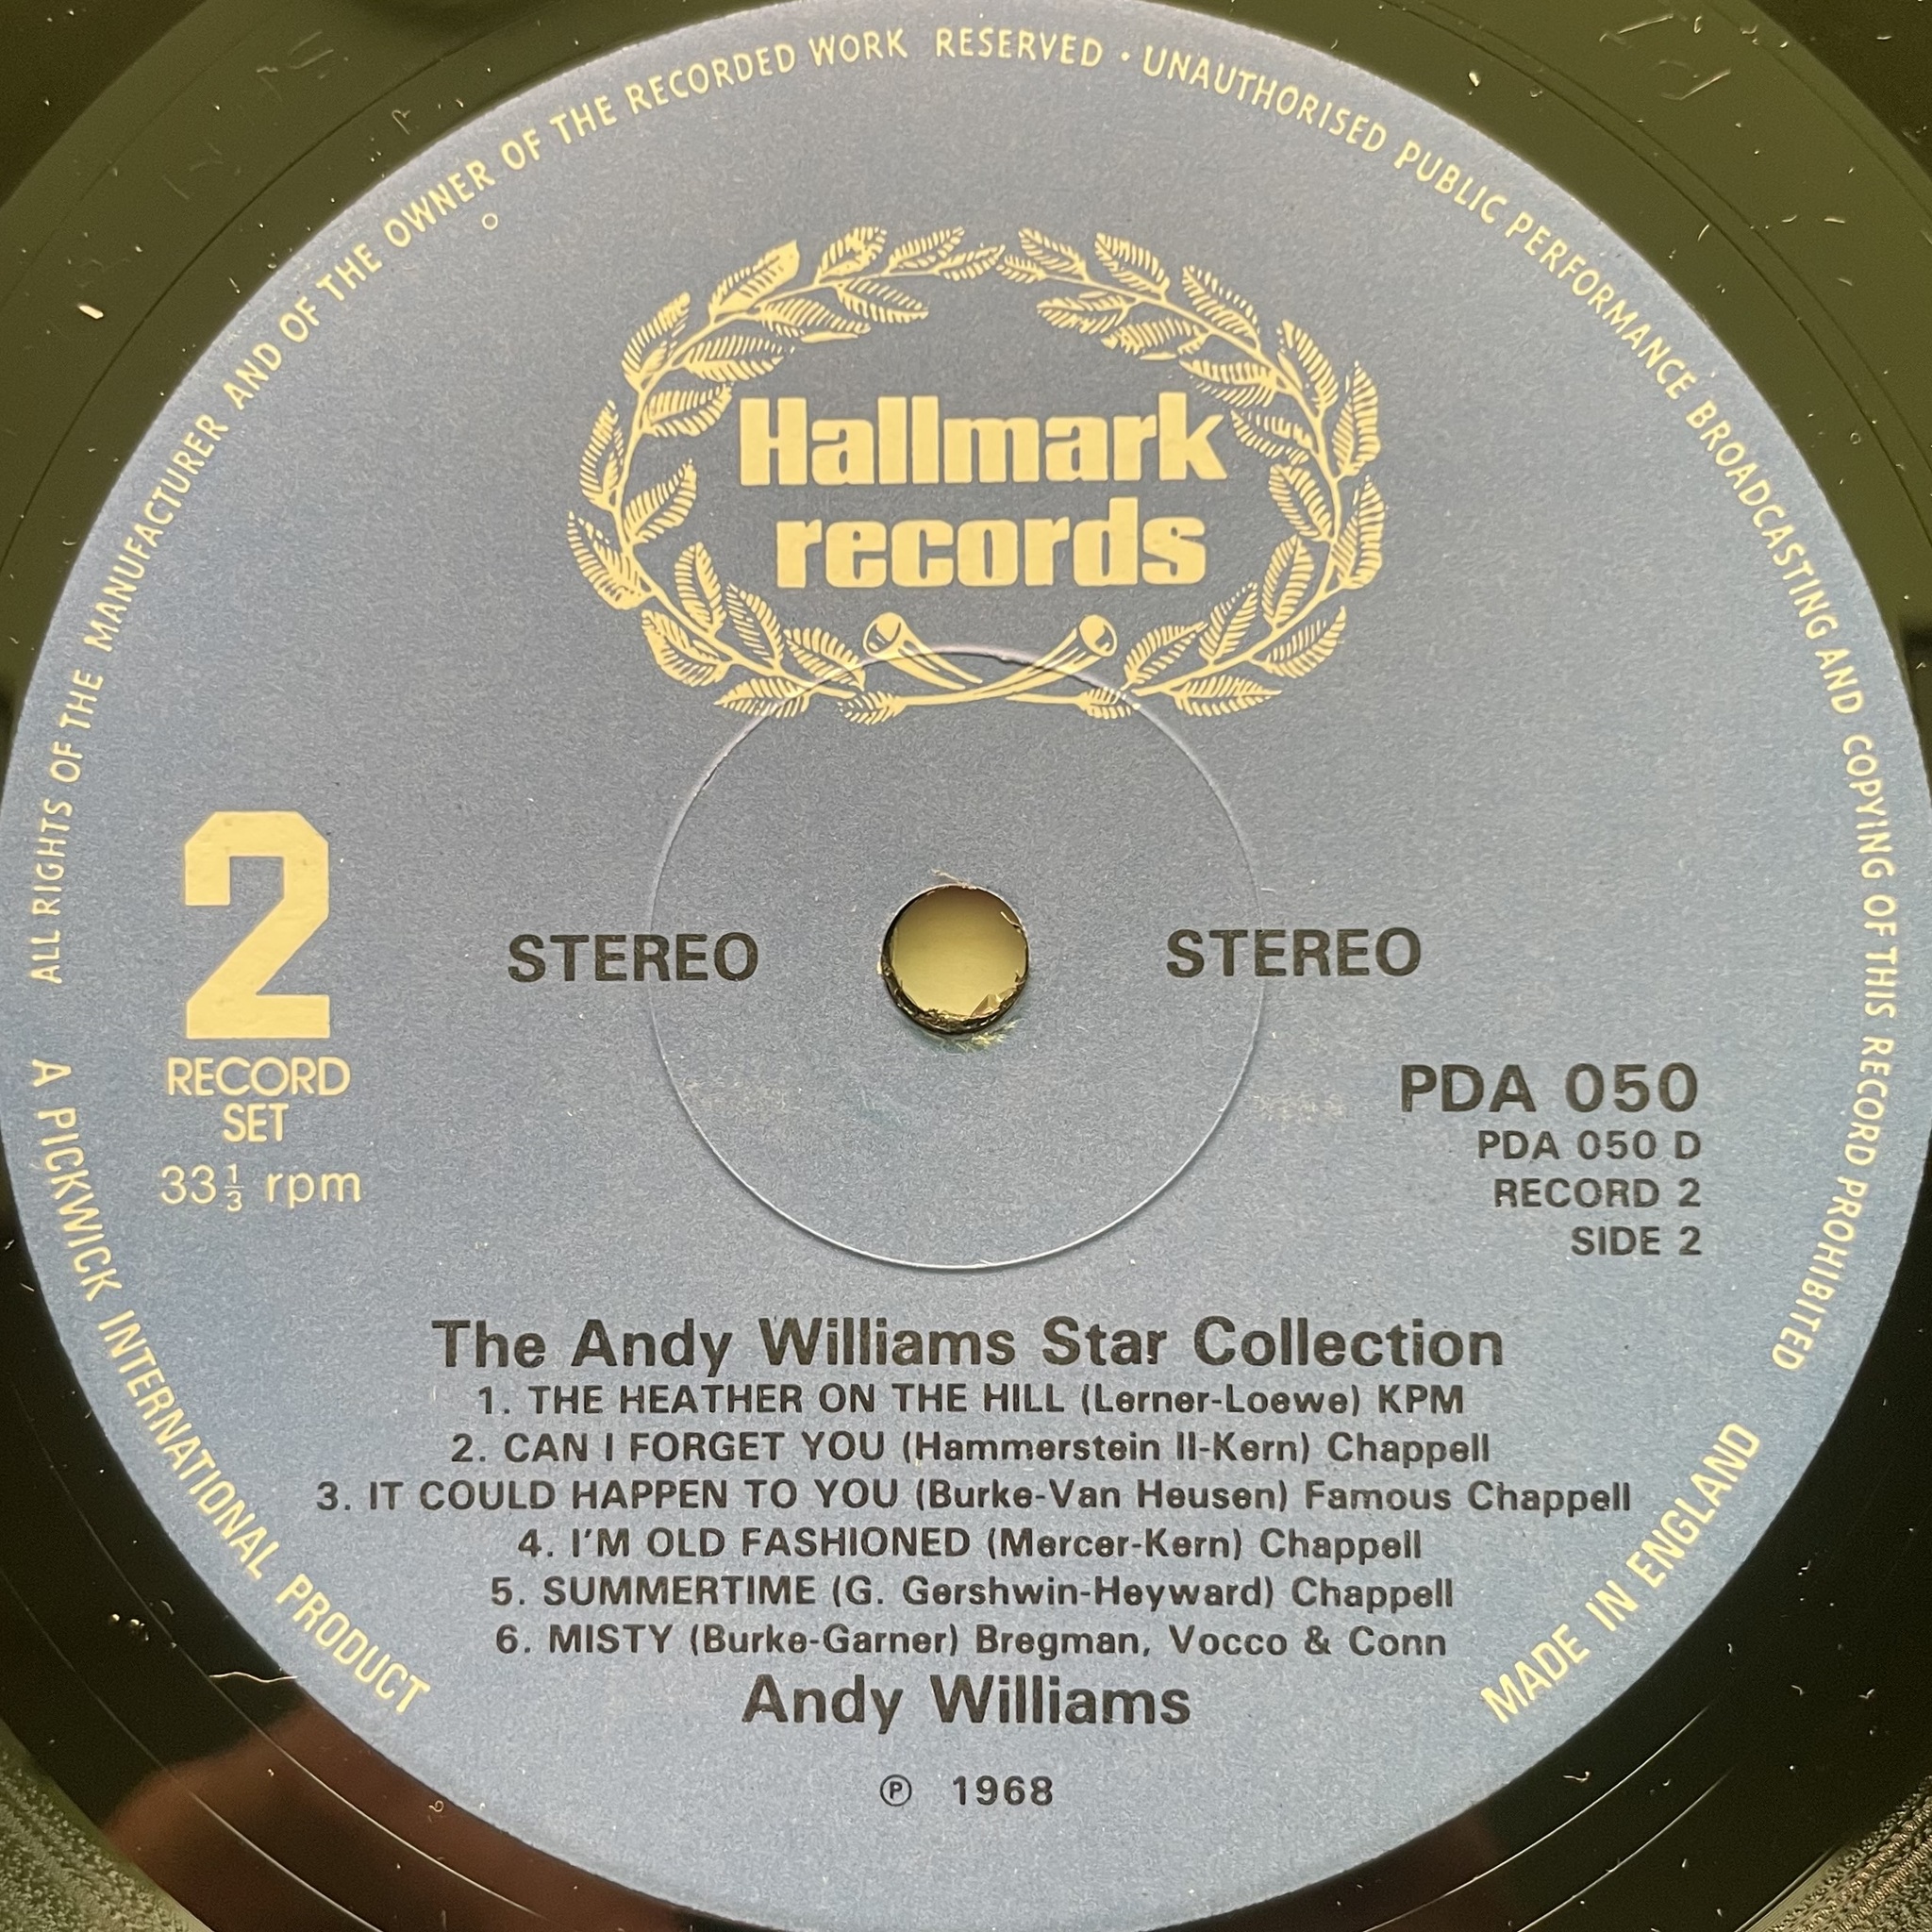 ALL RIGHTS OF THE MANUFACTURER AND OF THE OWNER OF THE RECORDED WORK RESERVED · UNAUTHORISED PUBLIC PERFORMANCE BROADCASTING AND COPYING OF THIS RECORD PROHIBITED
Hallmark
records
2
RECORD
SET
33⅓ rpm
STEREO
STEREO
PDA 050
PDA 050 D
RECORD 2
SIDE 2
The Andy Williams Star Collection
1. THE HEATHER ON THE HILL (Lerner-Loewe) KPM
2. CAN I FORGET YOU (Hammerstein II-Kern) Chappell
3. IT COULD HAPPEN TO YOU (Burke-Van Heusen) Famous Chappell
4. I'M OLD FASHIONED (Mercer-Kern) Chappell
5. SUMMERTIME (G. Gershwin-Heyward) Chappell
6. MISTY (Burke-Garner) Bregman, Vocco & Conn
Andy Williams
℗ 1968
A PICKWICK INTERNATIONAL PRODUCT
MADE IN ENGLAND